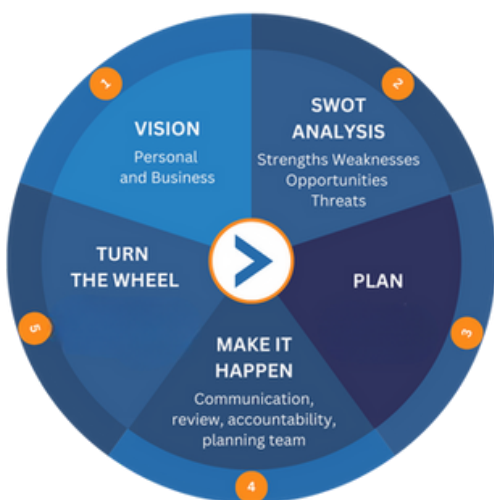 1
VISION
Personal
and Business
2
SWOT
ANALYSIS
Strengths Weaknesses
Opportunities
Threats
3
PLAN
4
MAKE IT
HAPPEN
Communication,
review, accountability,
planning team
5
TURN
THE WHEEL